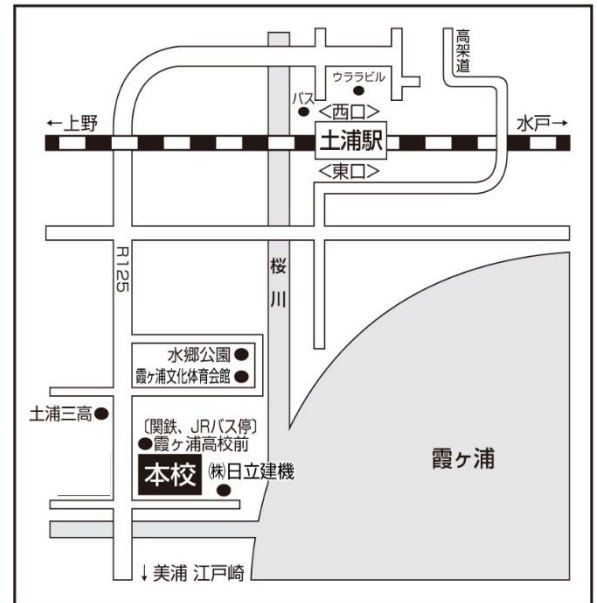 高架道
ウララビル
バス
<西口>
←上野
水戸→
土浦駅
<東口>
R125
桜川
水郷公園
霞ヶ浦文化体育会館
土浦三高
〔関鉄、JRバス停〕
霞ヶ浦高校前
本校
㈱日立建機
霞ヶ浦
↓美浦 江戸崎